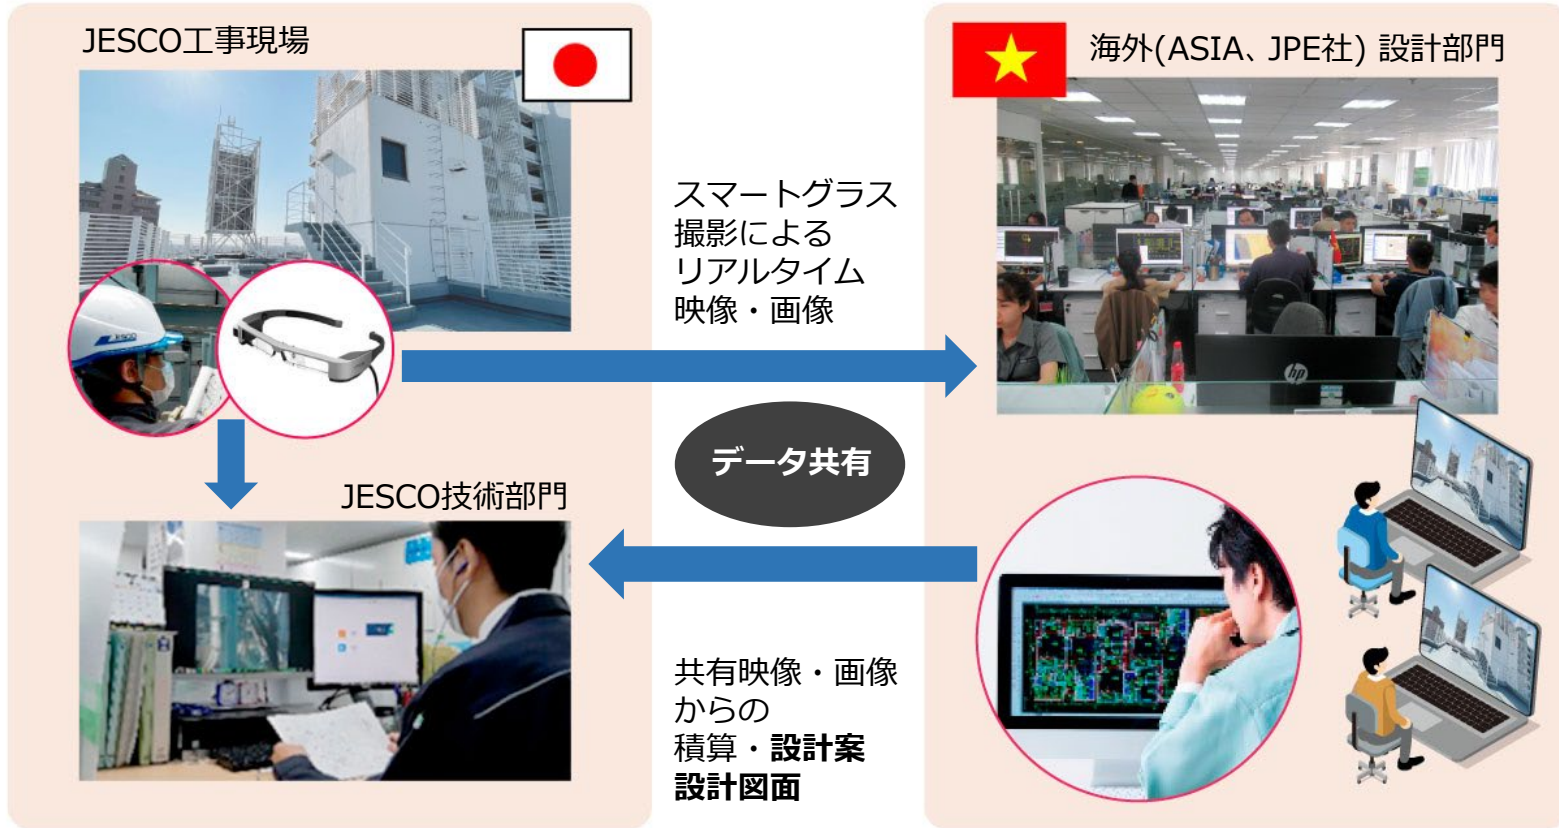 JESCO工事現場
海外(ASIA、JPE社) 設計部門
スマートグラス
撮影による
リアルタイム
映像・画像
JESCO
hp
データ共有
JESCO技術部門
共有映像・画像
からの
積算・設計案
設計図面